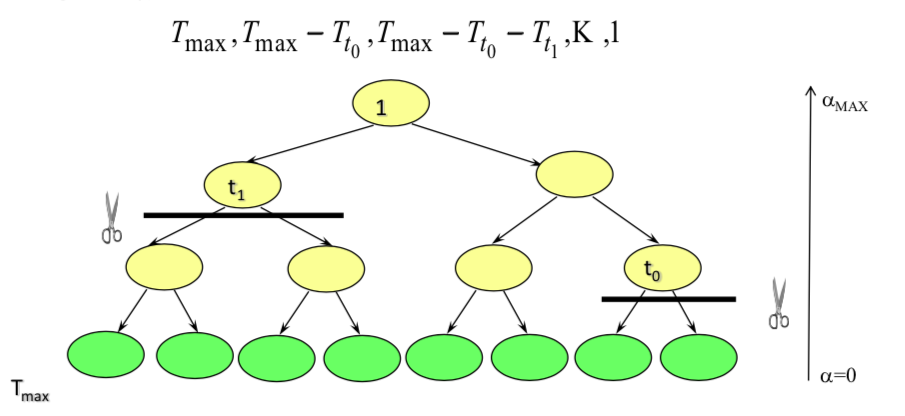 T_max , T_max − T_t₀ , T_max − T_t₀ − T_t₁ , K , 1
1
α_MAX
t₁
t₀
α=0
T_max